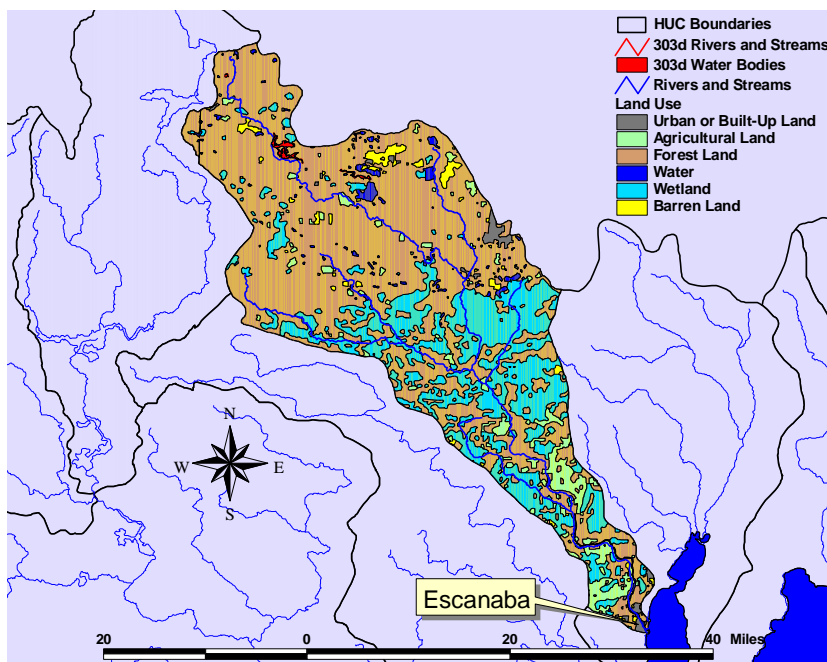 HUC Boundaries
303d Rivers and Streams
303d Water Bodies
Rivers and Streams
Land Use
Urban or Built-Up Land
Agricultural Land
Forest Land
Water
Wetland
Barren Land
N
W E
S
Escanaba
20 0 20 40 Miles